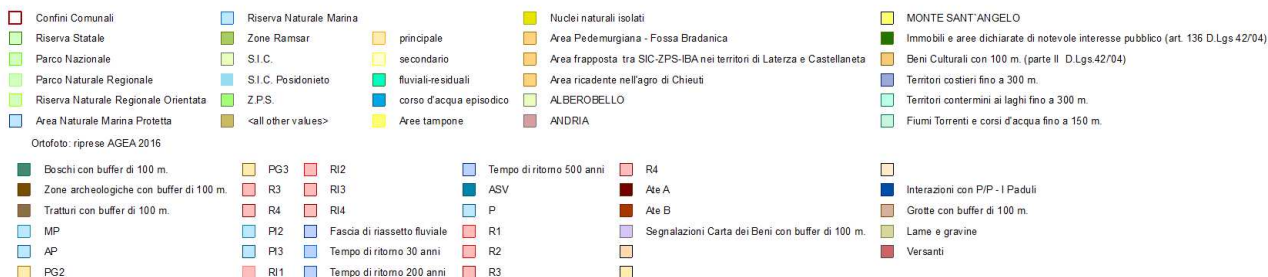 Confini Comunali
Riserva Statale
Parco Nazionale
Parco Naturale Regionale
Riserva Naturale Regionale Orientata
Area Naturale Marina Protetta
Riserva Naturale Marina
Zone Ramsar
S.I.C.
S.I.C. Posidonieto
Z.P.S.
<all other values>
principale
secondario
fluviali-residuali
corso d'acqua episodico
Aree tampone
Nuclei naturali isolati
Area Pedemurgiana - Fossa Bradanica
Area frapposta tra SIC-ZPS-IBA nei territori di Laterza e Castellaneta
Area ricadente nell'agro di Chieuti
ALBEROBELLO
ANDRIA
MONTE SANT`ANGELO
Immobili e aree dichiarate di notevole interesse pubblico (art. 136 D.Lgs 42/'04)
Beni Culturali con 100 m. (parte II D.Lgs.42/'04)
Territori costieri fino a 300 m.
Territori contermini ai laghi fino a 300 m.
Fiumi Torrenti e corsi d'acqua fino a 150 m.
Ortofoto: riprese AGEA 2016
Boschi con buffer di 100 m.
Zone archeologiche con buffer di 100 m.
Tratturi con buffer di 100 m.
MP
AP
PG2
PG3
R3
R4
PI2
PI3
RI1
RI2
RI3
RI4
Fascia di riassetto fluviale
Tempo di ritorno 30 anni
Tempo di ritorno 200 anni
Tempo di ritorno 500 anni
ASV
P
R1
R2
R3
R4
Ate A
Ate B
Segnalazioni Carta dei Beni con buffer di 100 m.
Interazioni con P/P - I Paduli
Grotte con buffer di 100 m.
Lame e gravine
Versanti